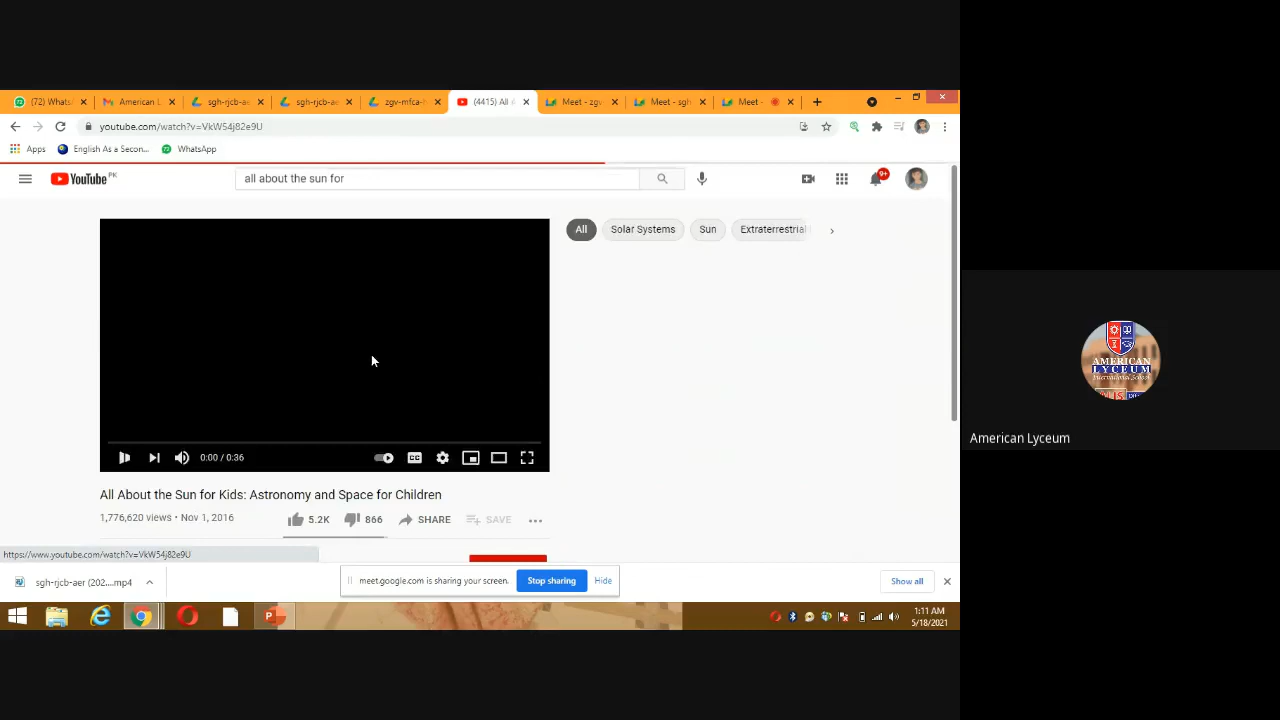 (72) Whats
American L
sgh-rjcb-ae
sgh-rjcb-ae
zgv-mfca-
(4415) All
Meet - zgv
Meet - sgh
Meet -
youtube.com/watch?v=VkW54j82e9U
Apps
English As a Secon...
WhatsApp
YouTube PK
all about the sun for
9+
All
Solar Systems
Sun
Extraterrestrial
0:00 / 0:36
CC
All About the Sun for Kids: Astronomy and Space for Children
1,776,620 views • Nov 1, 2016
5.2K
866
SHARE
SAVE
https://www.youtube.com/watch?v=VkW54j82e9U
sgh-rjcb-aer (202....mp4
meet.google.com is sharing your screen.
Stop sharing
Hide
Show all
1:11 AM
5/18/2021
AMERICAN
LYCEUM
International School
American Lyceum